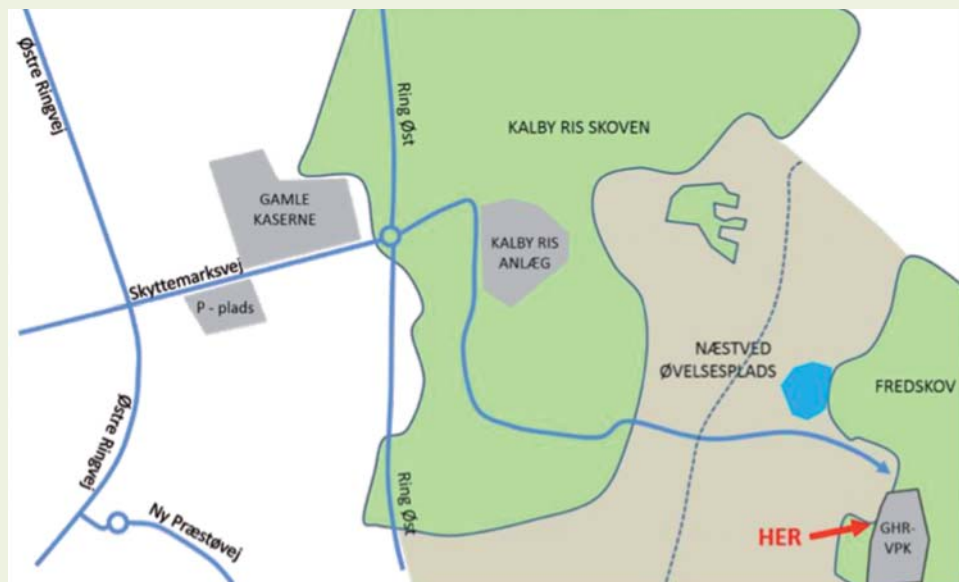 Østre Ringvej
Ring Øst
KALBY RIS SKOVEN
GAMLE
KASERNE
KALBY RIS
ANLÆG
Skyttemarksvej
P - plads
NÆSTVED
ØVELSESPLADS
FREDSKOV
Østre Ringvej
Ring Øst
Ny Præstøvej
HER
GHR-
VPK